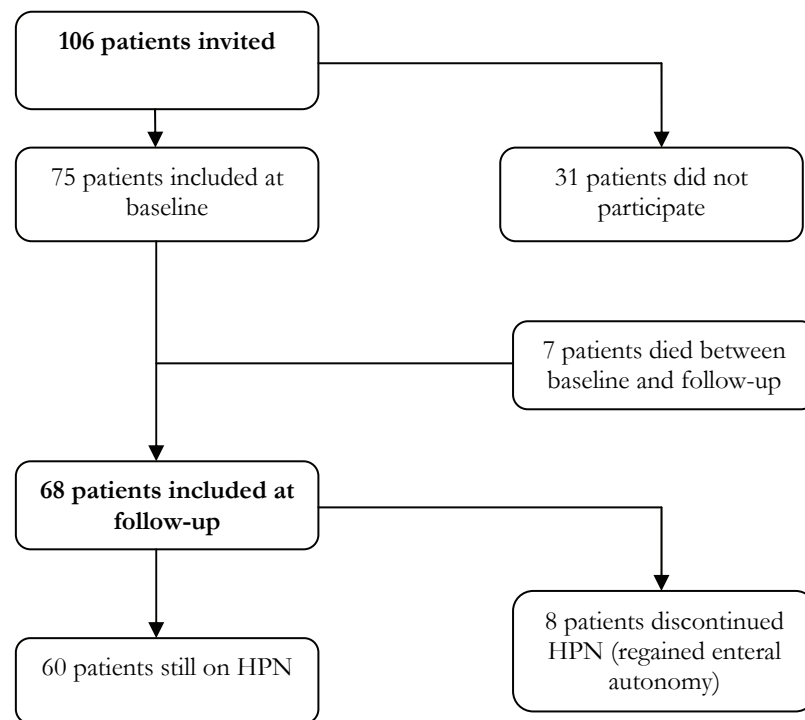 106 patients invited
75 patients included at
baseline
31 patients did not
participate
7 patients died between
baseline and follow-up
68 patients included at
follow-up
60 patients still on HPN
8 patients discontinued
HPN (regained enteral
autonomy)